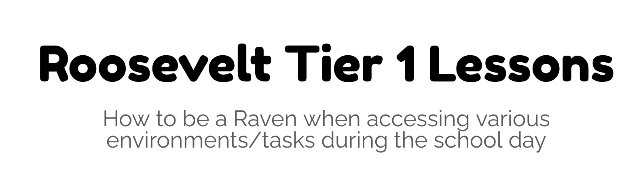 Roosevelt Tier 1 Lessons
How to be a Raven when accessing various
environments/tasks during the school day